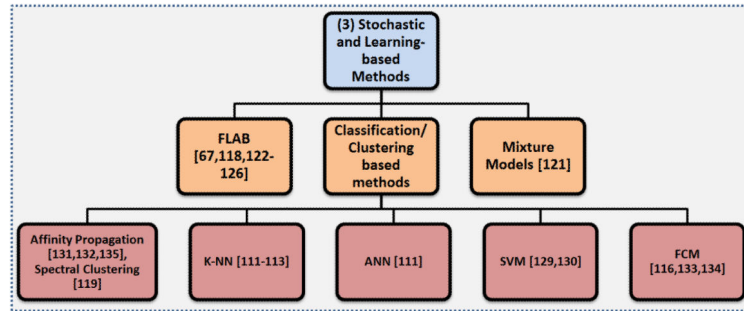 (3) Stochastic
and Learning-
based
Methods
FLAB
[67,118,122-
126]
Classification/
Clustering
based
methods
Mixture
Models [121]
Affinity Propagation
[131,132,135],
Spectral Clustering
[119]
K-NN [111-113]
ANN [111]
SVM [129,130]
FCM
[116,133,134]